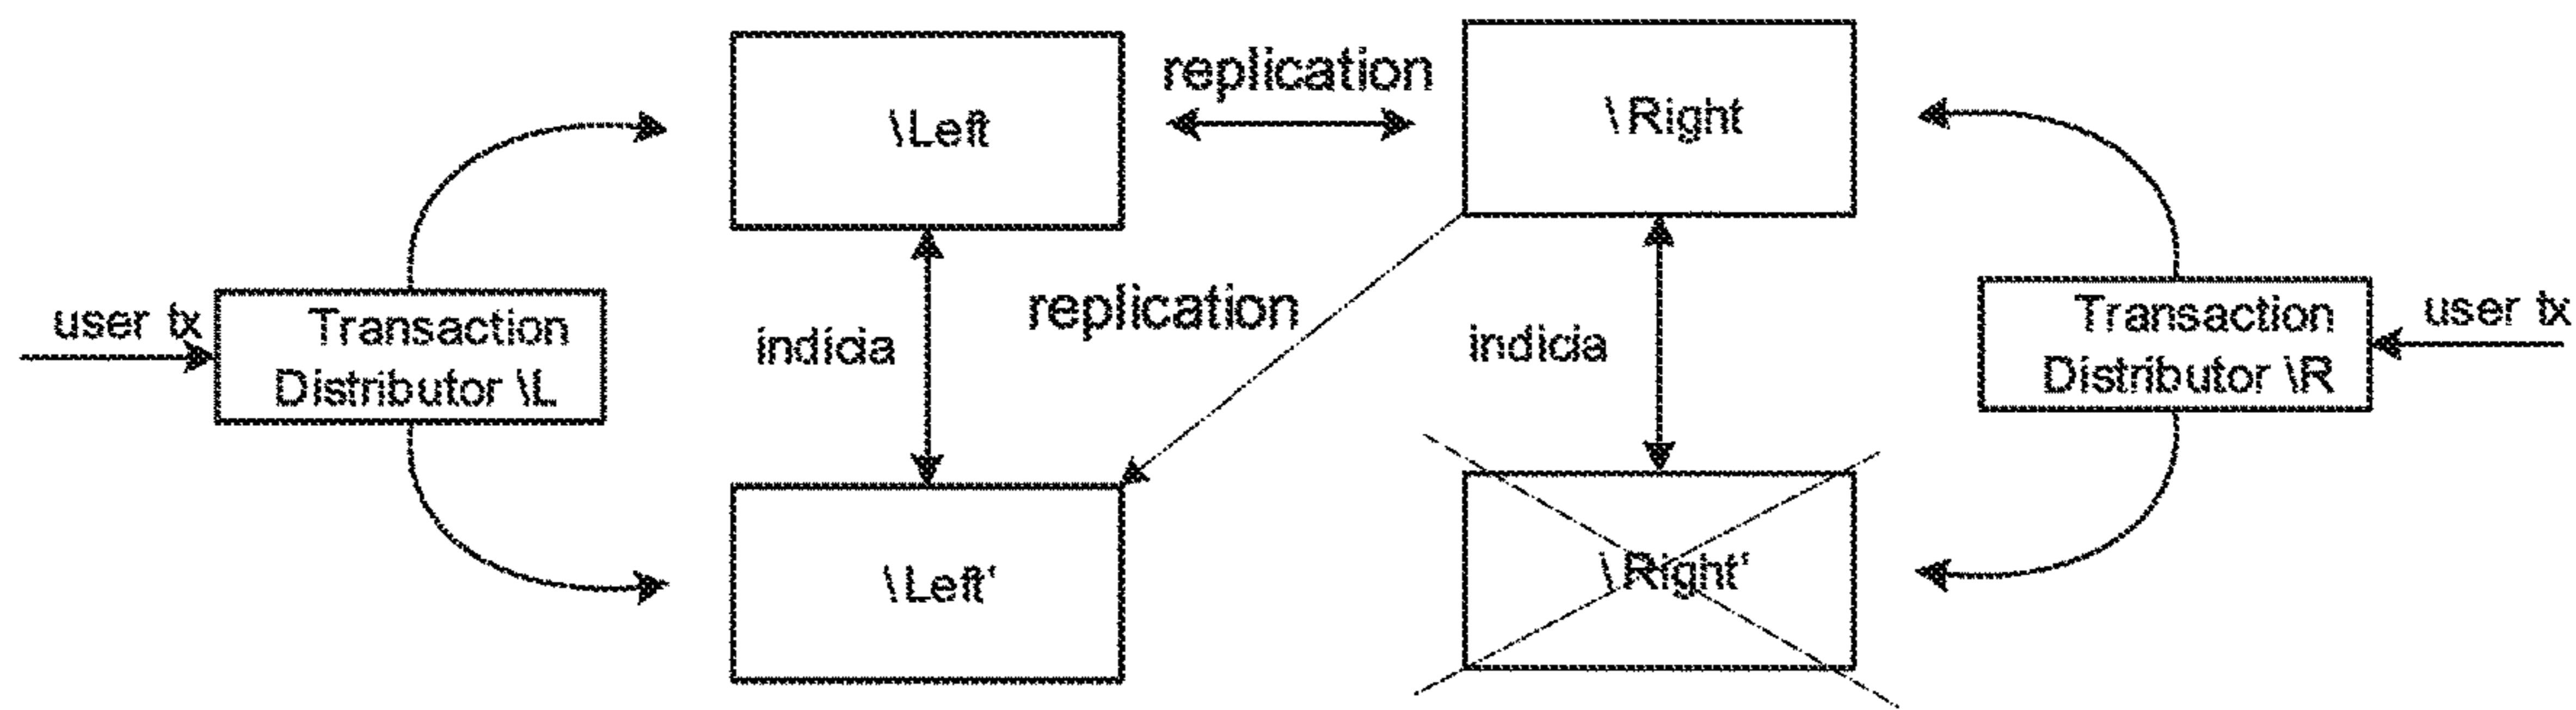 replication
\Left
\Right
user tx
Transaction
Distributor \L
indicia
replication
indicia
Transaction
Distributor \R
user tx
\Left'
\Right'